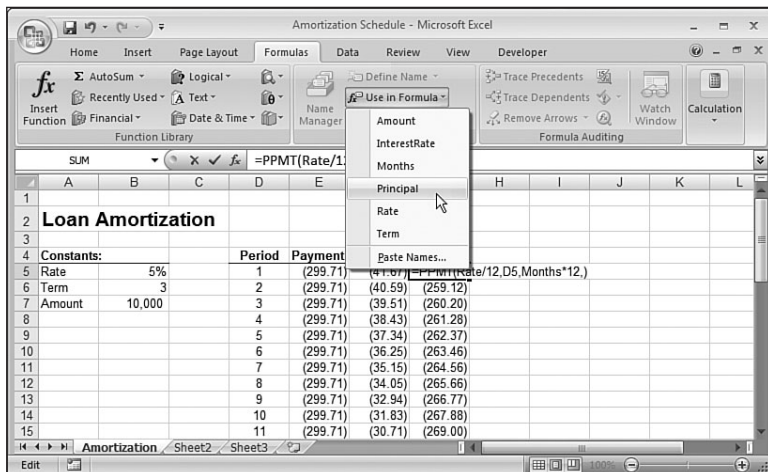 Amortization Schedule - Microsoft Excel
Home Insert Page Layout Formulas Data Review View Developer
fx Insert Function
Σ AutoSum
Recently Used
Financial
Logical
A Text
Date & Time
Function Library
Name Manager
Define Name
Use in Formula
Trace Precedents
Trace Dependents
Remove Arrows
Watch Window
Formula Auditing
Calculation
Amount
InterestRate
Months
Principal
Rate
Term
Paste Names...
SUM fx =PPMT(Rate/1
A B C D E H I J K L
1
2 Loan Amortization
3
4 Constants: Period Payment
5 Rate 5% 1 (299.71) (41.67) =PPMT(Rate/12,D5,Months*12,)
6 Term 3 2 (299.71) (40.59) (259.12)
7 Amount 10,000 3 (299.71) (39.51) (260.20)
8 4 (299.71) (38.43) (261.28)
9 5 (299.71) (37.34) (262.37)
10 6 (299.71) (36.25) (263.46)
11 7 (299.71) (35.15) (264.56)
12 8 (299.71) (34.05) (265.66)
13 9 (299.71) (32.94) (266.77)
14 10 (299.71) (31.83) (267.88)
15 11 (299.71) (30.71) (269.00)
Amortization Sheet2 Sheet3
Edit 100%